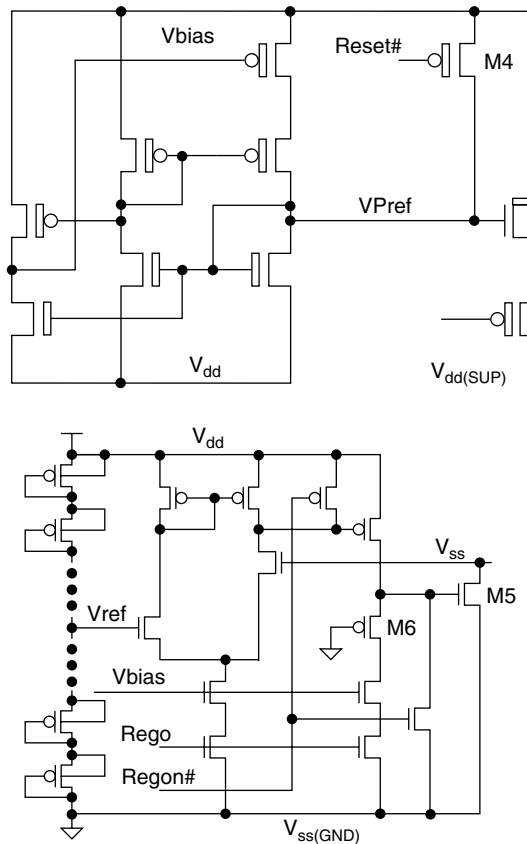 Vbias
Reset#
M4
VPref
Vdd
Vdd(SUP)
Vdd
Vss
M5
Vref
M6
Vbias
Rego
Regon#
Vss(GND)